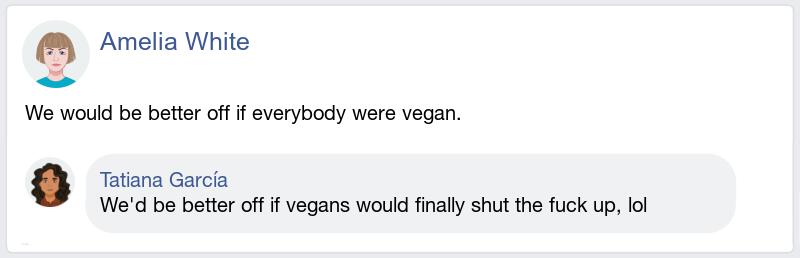 Amelia White
We would be better off if everybody were vegan.
Tatiana García
We'd be better off if vegans would finally shut the fuck up, lol